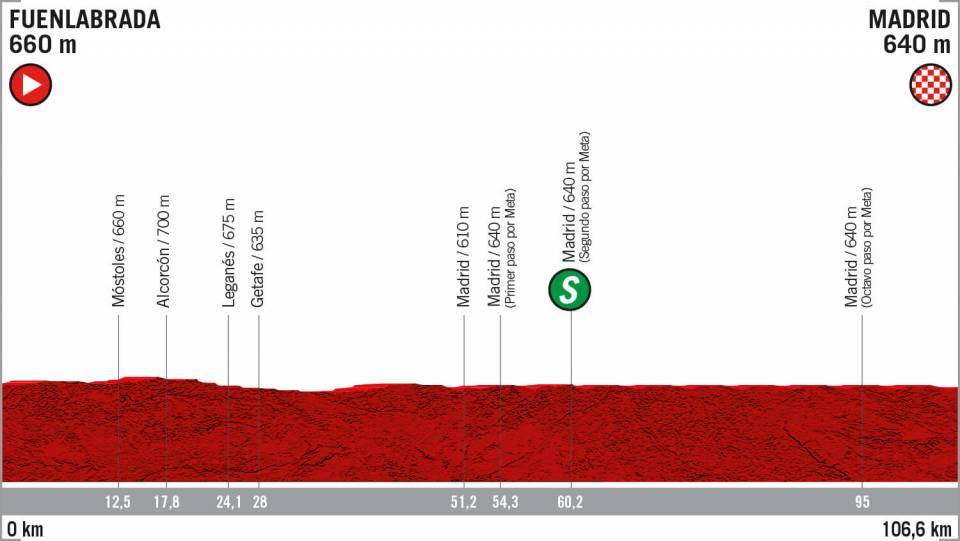 FUENLABRADA
660 m
MADRID
640 m
Móstoles / 660 m
Alcorcón / 700 m
Leganés / 675 m
Getafe / 635 m
Madrid / 610 m
Madrid / 640 m
(Primer paso por Meta)
Madrid / 640 m
(Segundo paso por Meta)
S
Madrid / 640 m
(Octavo paso por Meta)
12,5 17,8 24,1 28 51,2 54,3 60,2 95
0 km 106,6 km